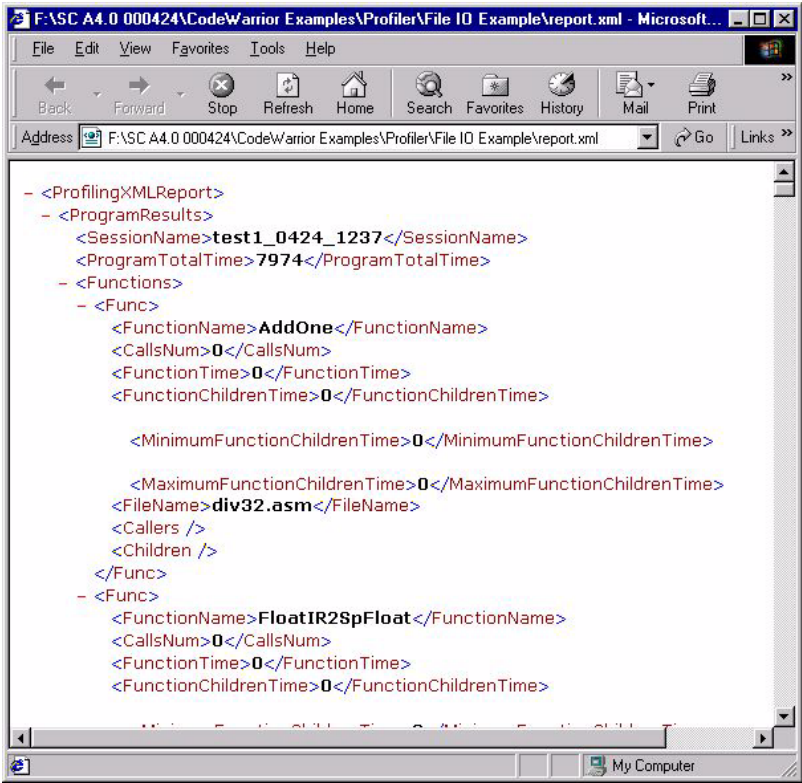 F:\SC A4.0 000424\CodeWarrior Examples\Profiler\File IO Example\report.xml - Microsoft...
File Edit View Favorites Tools Help
Back Forward Stop Refresh Home Search Favorites History Mail Print »
Address F:\SC A4.0 000424\CodeWarrior Examples\Profiler\File IO Example\report.xml Go Links »
- <ProfilingXMLReport>
- <ProgramResults>
<SessionName>test1_0424_1237</SessionName>
<ProgramTotalTime>7974</ProgramTotalTime>
- <Functions>
- <Func>
<FunctionName>AddOne</FunctionName>
<CallsNum>0</CallsNum>
<FunctionTime>0</FunctionTime>
<FunctionChildrenTime>0</FunctionChildrenTime>
<MinimumFunctionChildrenTime>0</MinimumFunctionChildrenTime>
<MaximumFunctionChildrenTime>0</MaximumFunctionChildrenTime>
<FileName>div32.asm</FileName>
<Callers />
<Children />
</Func>
- <Func>
<FunctionName>FloatIR2SpFloat</FunctionName>
<CallsNum>0</CallsNum>
<FunctionTime>0</FunctionTime>
<FunctionChildrenTime>0</FunctionChildrenTime>
My Computer